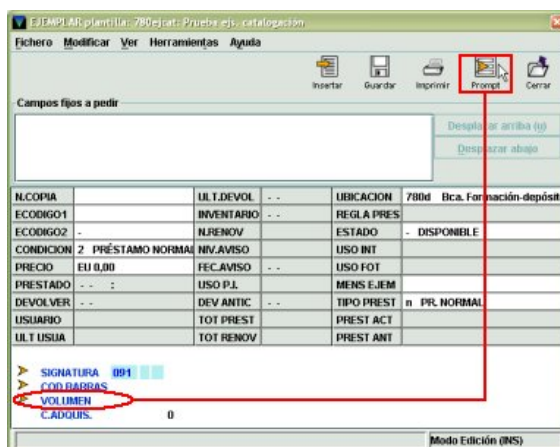 EJEMPLAR plantilla: 780ejcat: Prueba ejs. catalogación
Fichero Modificar Ver Herramientas Ayuda
Insertar Guardar Imprimir Prompt Cerrar
Campos fijos a pedir
Desplazar arriba (u)
Desplazar abajo
N.COPIA ULT.DEVOL - - UBICACION 780d Bca. Formación-depósit
ECODIGO1 INVENTARIO - - REGLA PRES
ECODIGO2 - N.RENOV ESTADO - DISPONIBLE
CONDICION 2 PRÉSTAMO NORMAL NIV.AVISO USO INT
PRECIO EU 0,00 FEC.AVISO - - USO FOT
PRESTADO - - : USO P.I. MENS EJEM
DEVOLVER - - DEV ANTIC - - TIPO PREST n PR. NORMAL
USUARIO TOT PREST PREST ACT
ULT USUA TOT RENOV PREST ANT
SIGNATURA 091
COD.BARRAS
VOLUMEN
C.ADQUIS. 0
Modo Edición (INS)